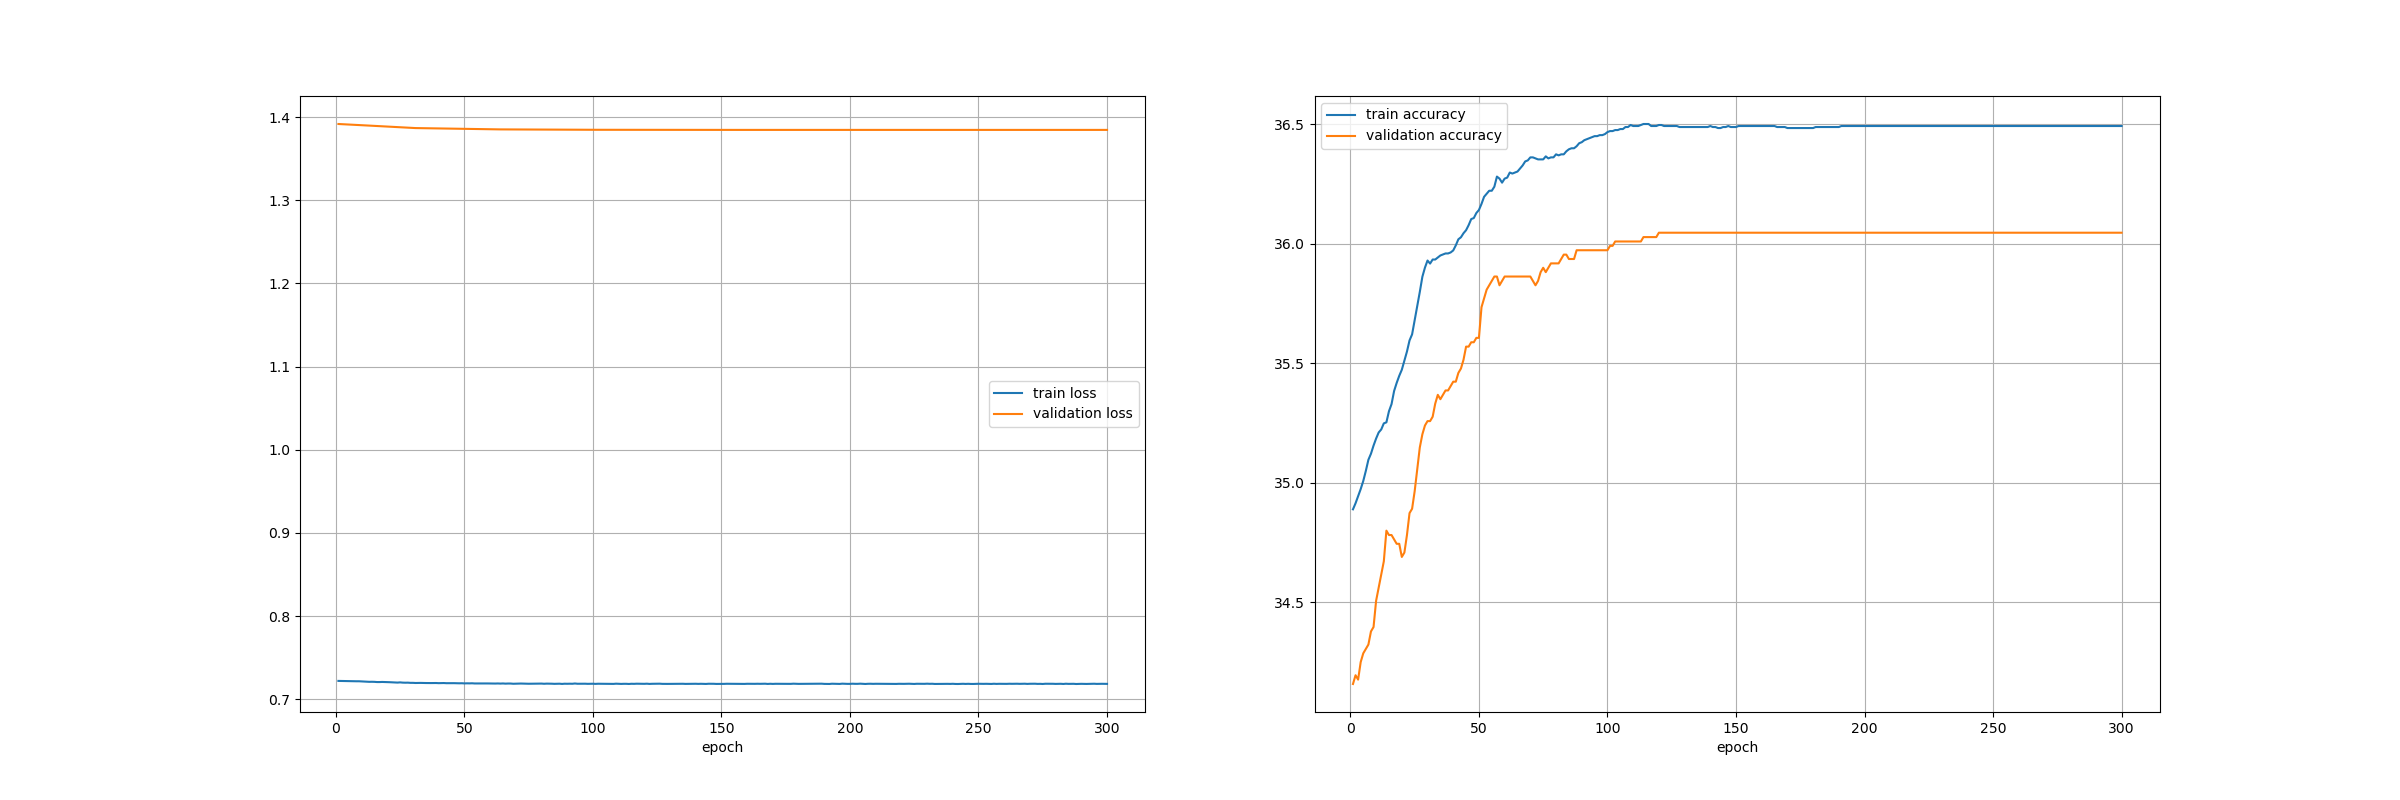 1.4
1.3
1.2
1.1
1.0
0.9
0.8
0.7
0 50 100 150 200 250 300
epoch
train loss
validation loss
36.5
36.0
35.5
35.0
34.5
0 50 100 150 200 250 300
epoch
train accuracy
validation accuracy